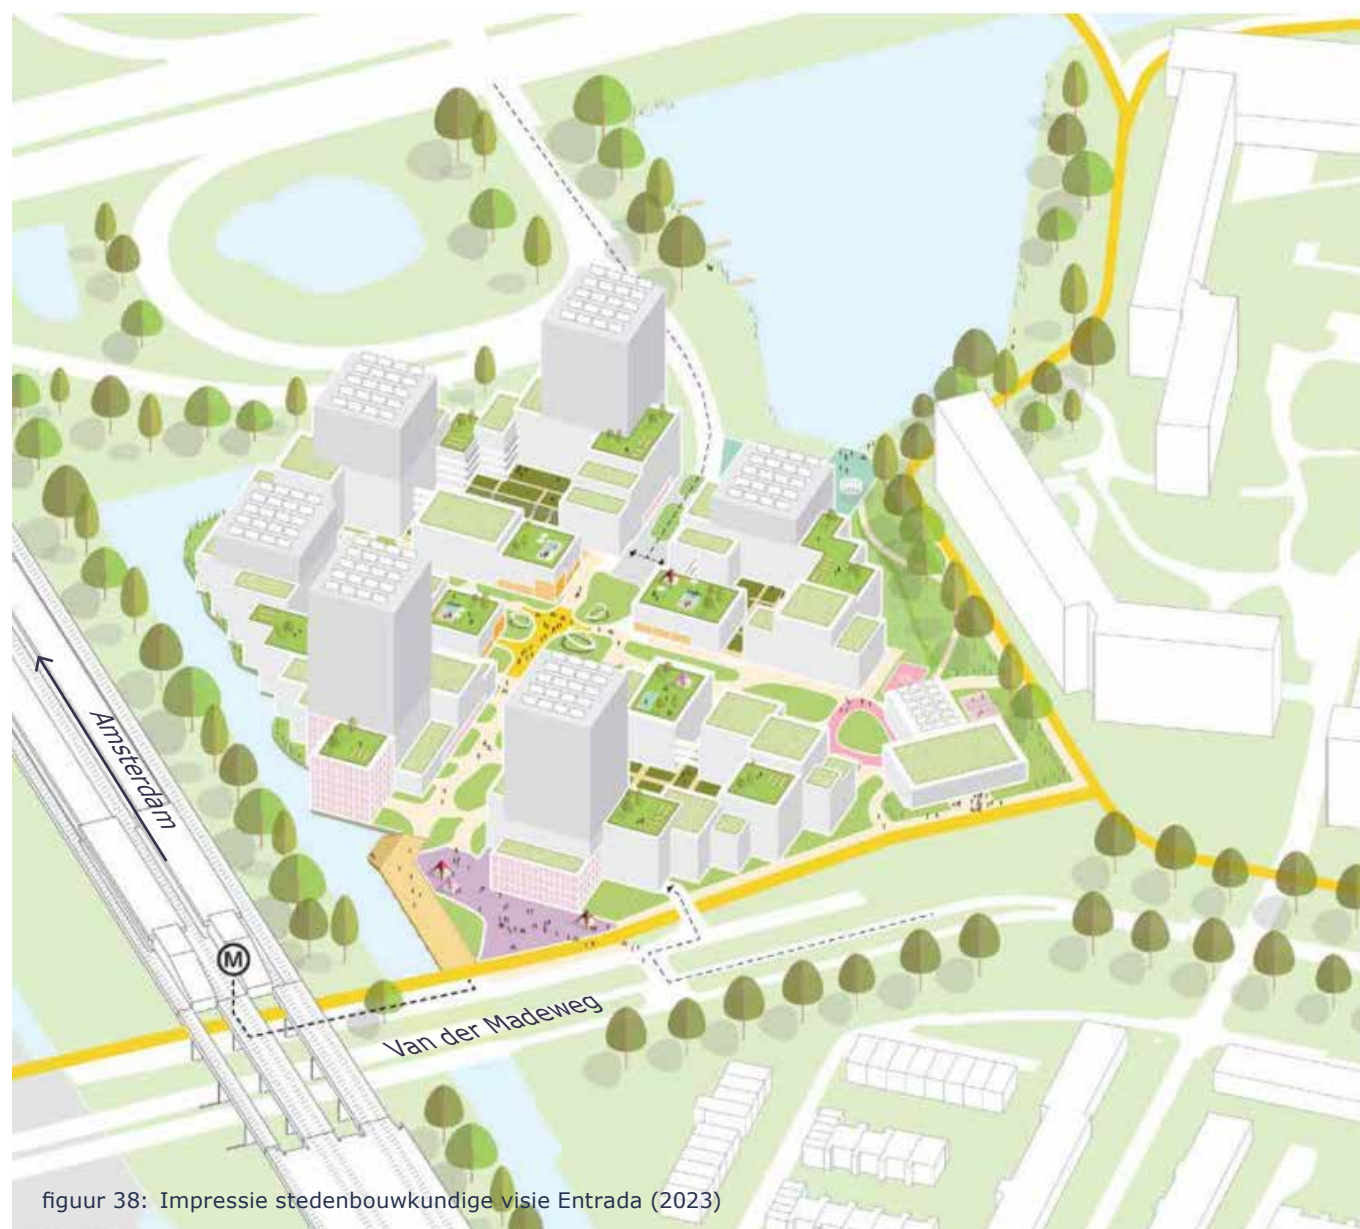 Amsterdam
M
Van der Madeweg
figuur 38: Impressie stedenbouwkundige visie Entrada (2023)